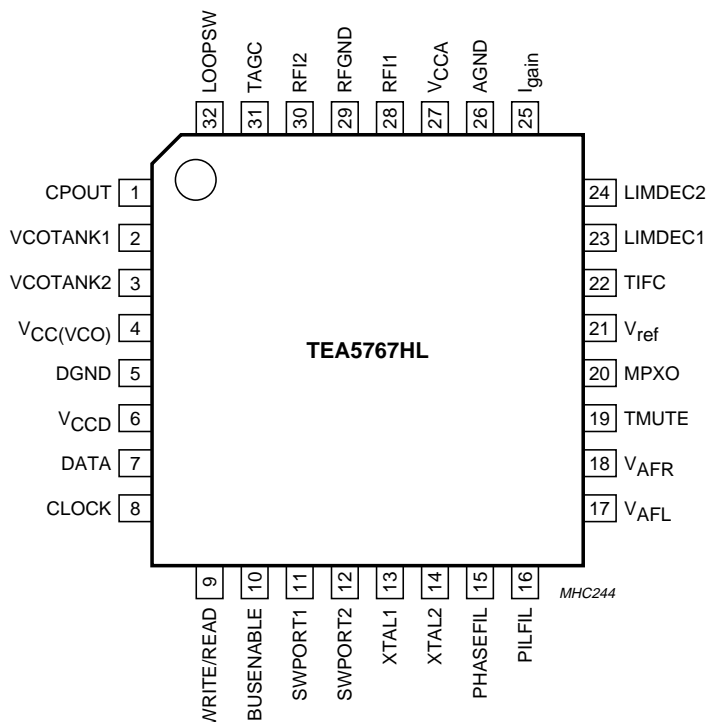 LOOPSW
TAGC
RFI2
RFGND
RFI1
VCCA
AGND
Igain
32
31
30
29
28
27
26
25
CPOUT 1
VCOTANK1 2
VCOTANK2 3
VCC(VCO) 4
DGND 5
VCCD 6
DATA 7
CLOCK 8
TEA5767HL
24 LIMDEC2
23 LIMDEC1
22 TIFC
21 Vref
20 MPXO
19 TMUTE
18 VAFR
17 VAFL
9
10
11
12
13
14
15
16
WRITE/READ
BUSENABLE
SWPORT1
SWPORT2
XTAL1
XTAL2
PHASEFIL
PILFIL
MHC244